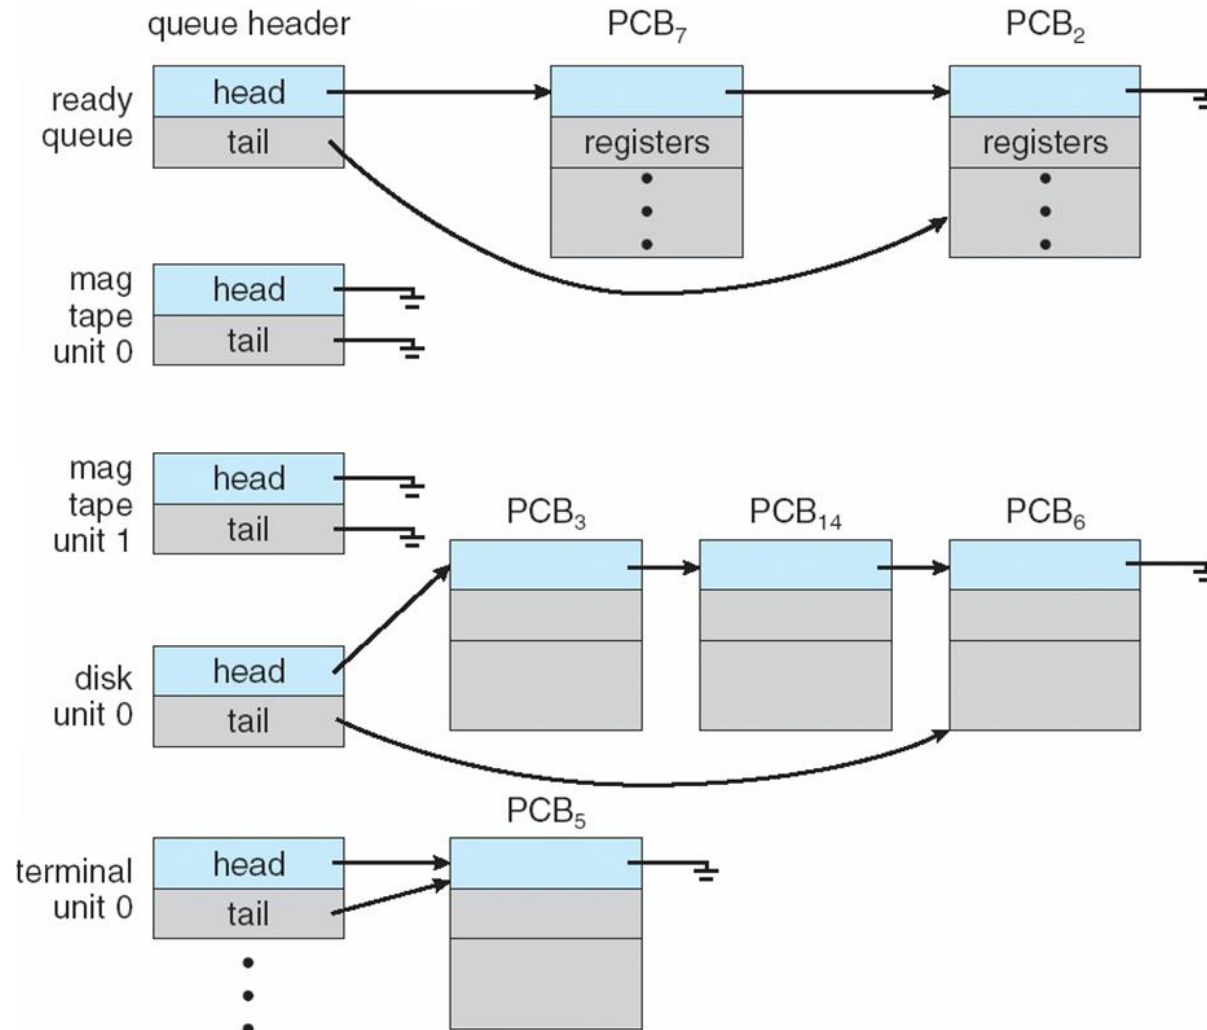 queue header
PCB₇
PCB₂
ready
queue
head
tail
registers
registers
mag
tape
unit 0
head
tail
mag
tape
unit 1
head
tail
PCB₃
PCB₁₄
PCB₆
disk
unit 0
head
tail
PCB₅
terminal
unit 0
head
tail